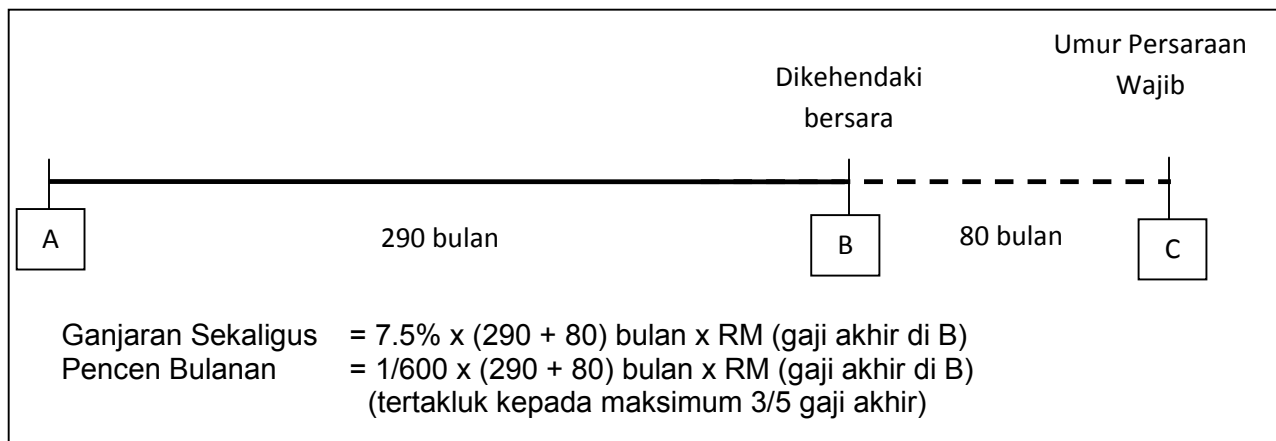 Umur Persaraan
Wajib
Dikehendaki
bersara
A
290 bulan
B
80 bulan
C
Ganjaran Sekaligus = 7.5% x (290 + 80) bulan x RM (gaji akhir di B)
Pencen Bulanan = 1/600 x (290 + 80) bulan x RM (gaji akhir di B)
(tertakluk kepada maksimum 3/5 gaji akhir)